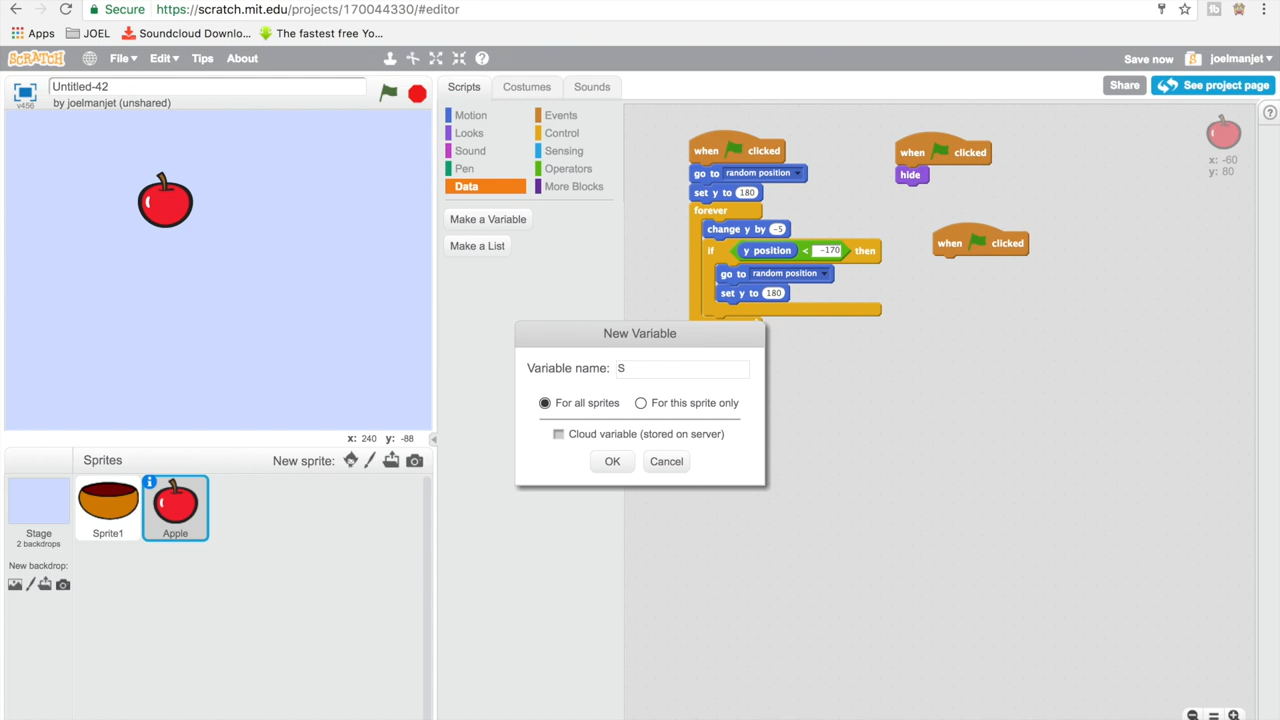 Secure https://scratch.mit.edu/projects/170044330/#editor
Apps JOEL Soundcloud Downlo... The fastest free Yo...
SCRATCH File Edit Tips About Save now joelmanjet
Untitled-42
by joelmanjet (unshared)
v456
Scripts Costumes Sounds
Share See project page
Motion Events
Looks Control
Sound Sensing
Pen Operators
Data More Blocks
Make a Variable
Make a List
when clicked
go to random position
set y to 180
forever
change y by -5
if y position < -170 then
go to random position
set y to 180
when clicked
hide
when clicked
x: -60
y: 80
New Variable
Variable name: S
For all sprites For this sprite only
Cloud variable (stored on server)
OK Cancel
x: 240 y: -88
Sprites New sprite:
Stage
2 backdrops
New backdrop:
Sprite1
Apple